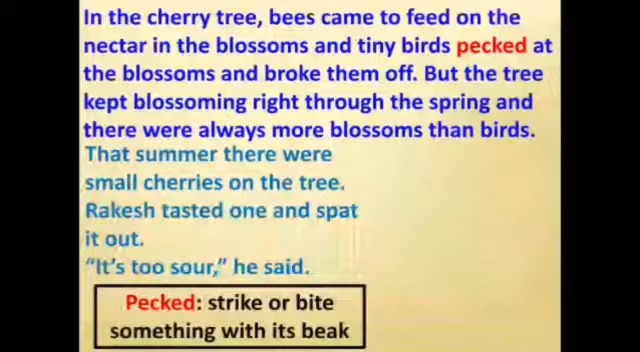 In the cherry tree, bees came to feed on the
nectar in the blossoms and tiny birds pecked at
the blossoms and broke them off. But the tree
kept blossoming right through the spring and
there were always more blossoms than birds.
That summer there were
small cherries on the tree.
Rakesh tasted one and spat
it out.
“It’s too sour,” he said.
Pecked: strike or bite
something with its beak